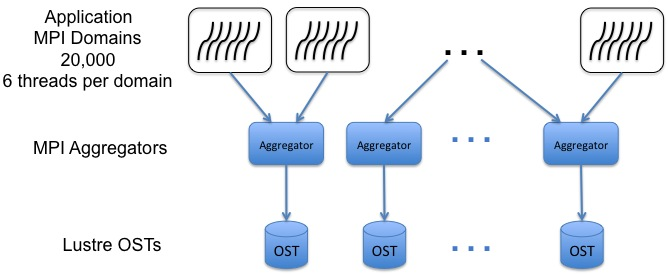 Application
MPI Domains
20,000
6 threads per domain
. . .
MPI Aggregators
Aggregator
Aggregator
. . .
Aggregator
Lustre OSTs
OST
OST
. . .
OST